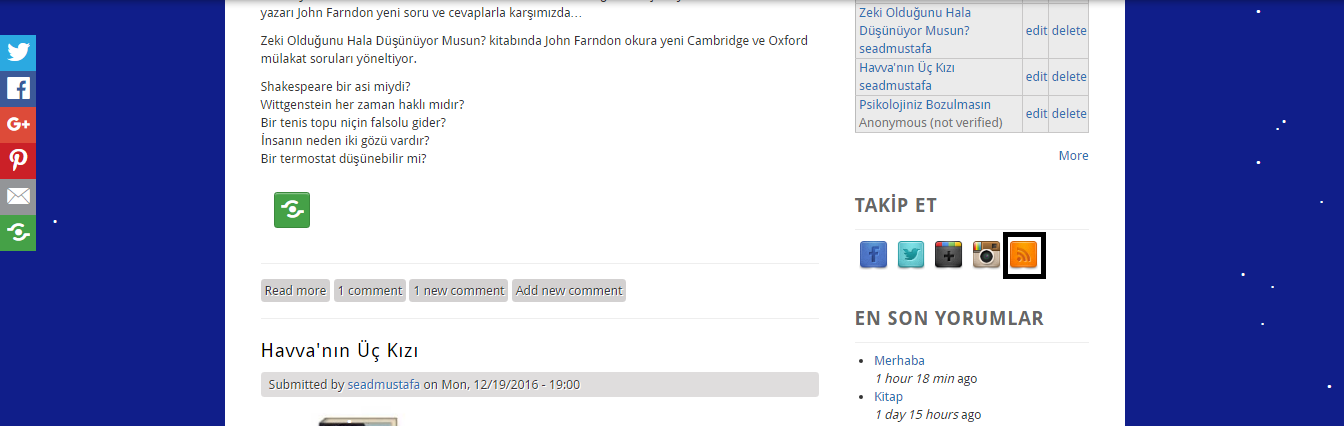 yazarı John Farndon yeni soru ve cevaplarla karşımızda…
Zeki Olduğunu Hala Düşünüyor Musun? kitabında John Farndon okura yeni Cambridge ve Oxford
mülakat soruları yöneltiyor.
Shakespeare bir asi miydi?
Wittgenstein her zaman haklı mıdır?
Bir tenis topu niçin falsolu gider?
İnsanın neden iki gözü vardır?
Bir termostat düşünebilir mi?
Read more 1 comment 1 new comment Add new comment
Havva'nın Üç Kızı
Submitted by seadmustafa on Mon, 12/19/2016 - 19:00
Zeki Olduğunu Hala
Düşünüyor Musun? edit delete
seadmustafa
Havva'nın Üç Kızı
edit delete
seadmustafa
Psikolojiniz Bozulmasın
edit delete
Anonymous (not verified)
More
TAKİP ET
EN SON YORUMLAR
Merhaba
1 hour 18 min ago
Kitap
1 day 15 hours ago